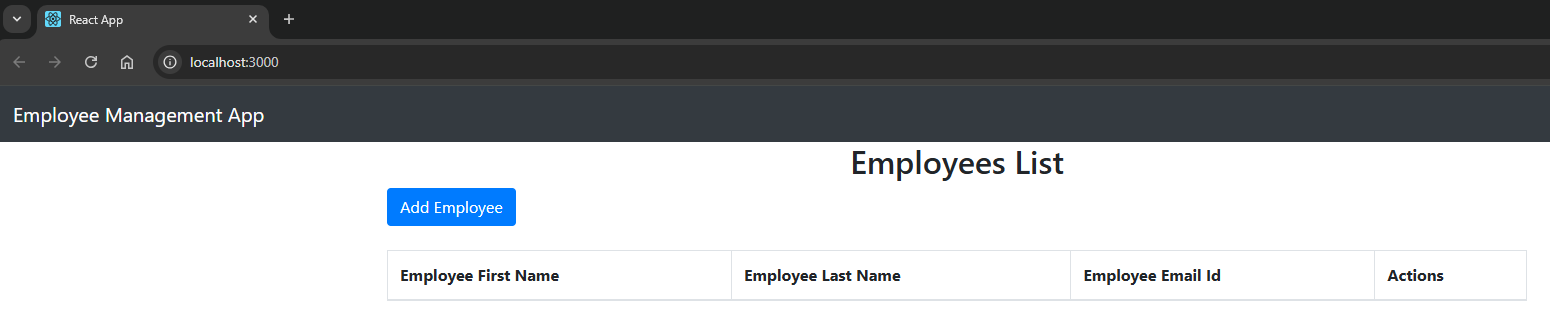 React App
localhost:3000
Employee Management App
Employees List
Add Employee
Employee First Name Employee Last Name Employee Email Id Actions